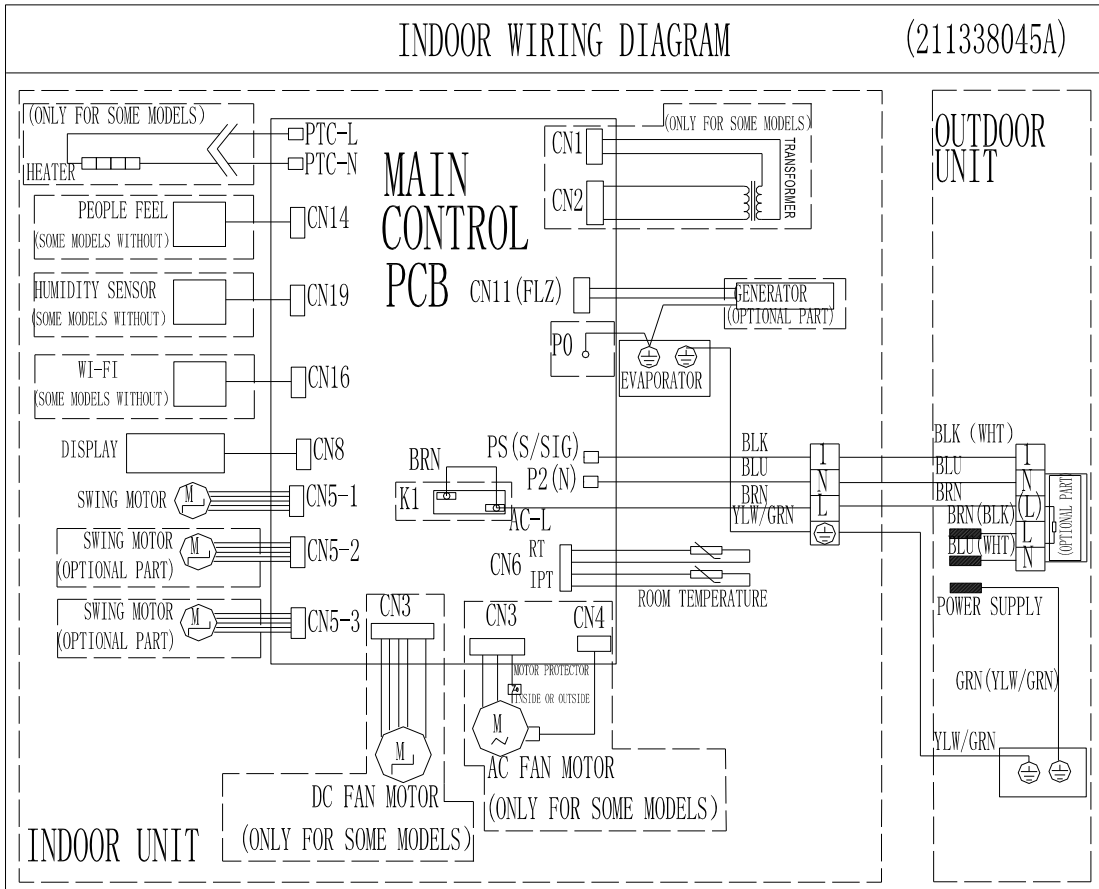 INDOOR WIRING DIAGRAM
(211338045A)
(ONLY FOR SOME MODELS)
HEATER
PTC-L
PTC-N
PEOPLE FEEL
(SOME MODELS WITHOUT)
CN14
HUMIDITY SENSOR
(SOME MODELS WITHOUT)
CN19
WI-FI
(SOME MODELS WITHOUT)
CN16
DISPLAY
CN8
SWING MOTOR
M
CN5-1
SWING MOTOR
(OPTIONAL PART)
M
CN5-2
SWING MOTOR
(OPTIONAL PART)
M
CN5-3
MAIN
CONTROL
PCB
(ONLY FOR SOME MODELS)
CN1
CN2
TRANSFORMER
CN11(FLZ)
GENERATOR
(OPTIONAL PART)
P0
EVAPORATOR
PS(S/SIG)
P2(N)
BRN
K1
AC-L
BLK
BLU
BRN
YLW/GRN
1
N
L
CN6
RT
IPT
ROOM TEMPERATURE
CN3
M
DC FAN MOTOR
(ONLY FOR SOME MODELS)
CN3
CN4
MOTOR PROTECTOR
INSIDE OR OUTSIDE
M
AC FAN MOTOR
(ONLY FOR SOME MODELS)
INDOOR UNIT
OUTDOOR
UNIT
BLK(WHT)
BLU
BRN
BRN(BLK)
BLU(WHT)
1
N
(L)
L
N
(OPTIONAL PART)
POWER SUPPLY
GRN(YLW/GRN)
YLW/GRN